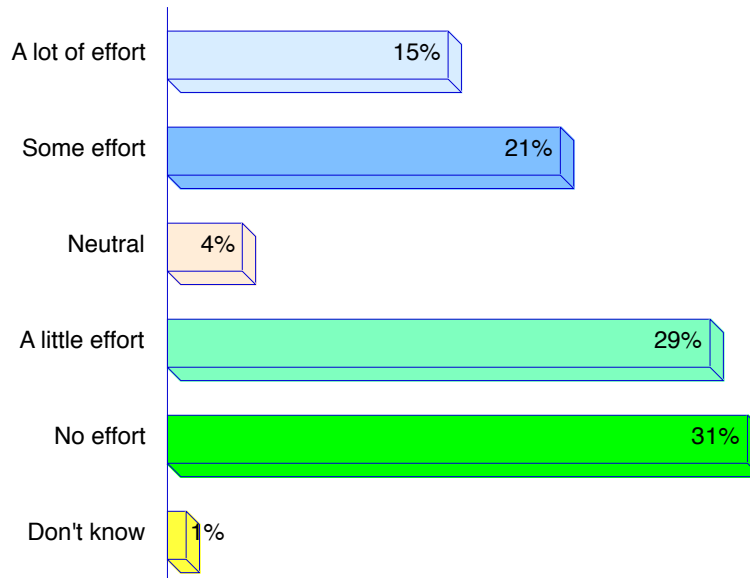 A lot of effort 15%
Some effort 21%
Neutral 4%
A little effort 29%
No effort 31%
Don't know 1%